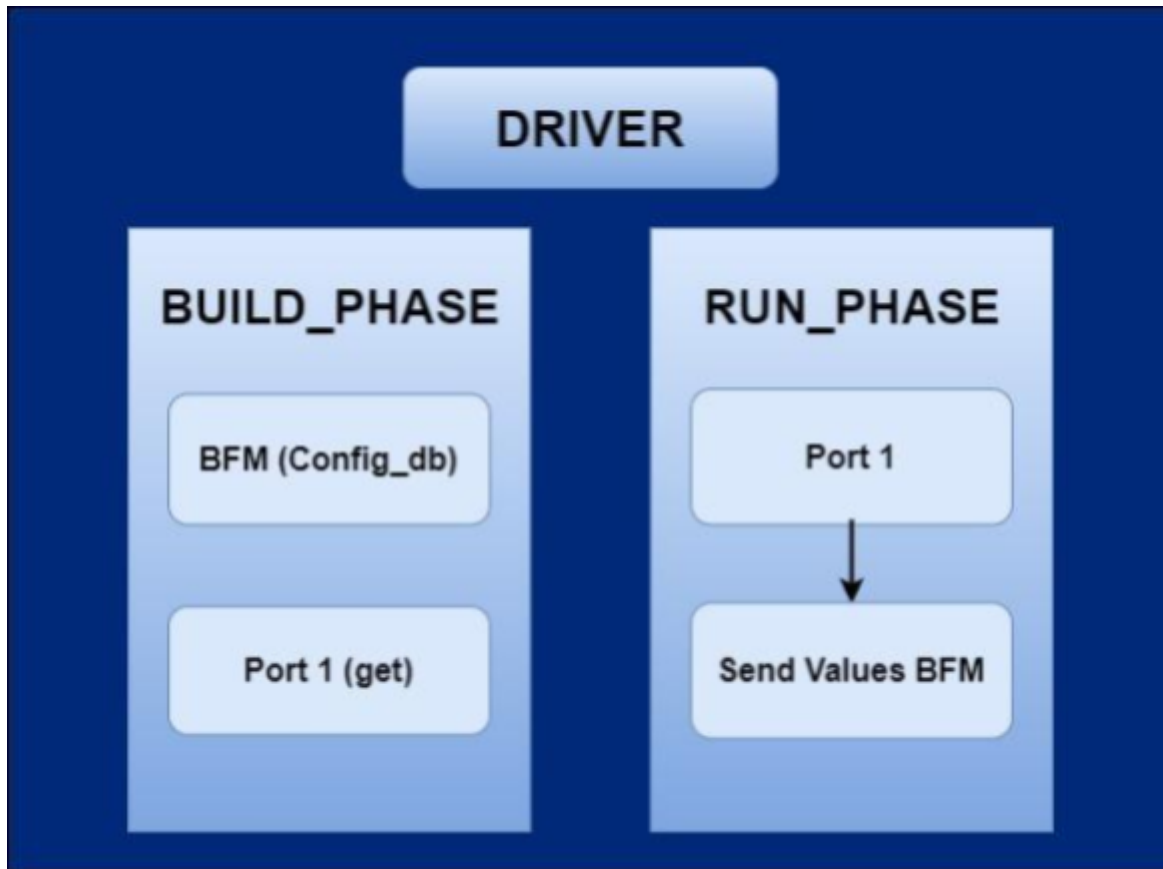 DRIVER
BUILD_PHASE
BFM (Config_db)
Port 1 (get)
RUN_PHASE
Port 1
Send Values BFM